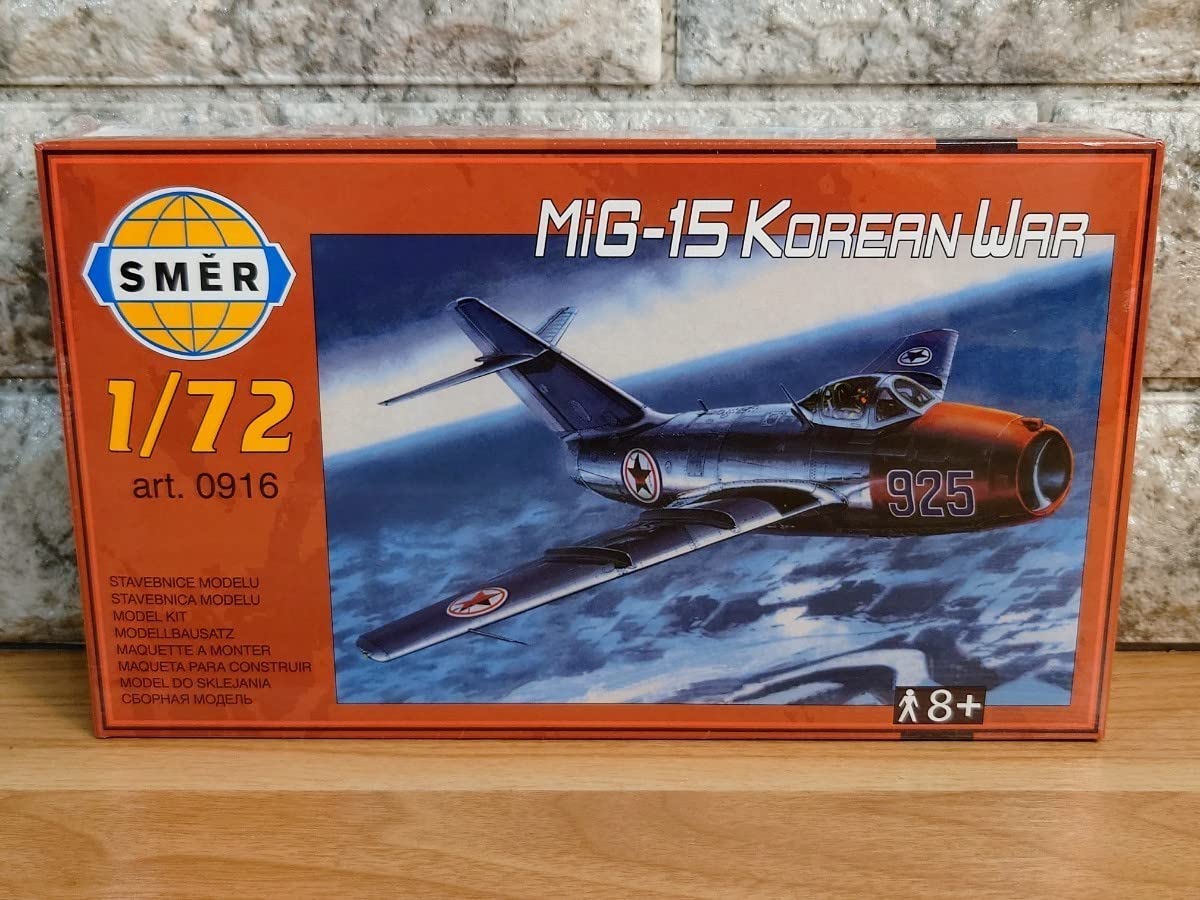 MiG-15 KOREAN WAR
SMĚR
1/72
art. 0916
925
STAVEBNICE MODELU
STAVEBNICA MODELU
MODEL KIT
MODELLBAUSATZ
MAQUETTE A MONTER
MAQUETA PARA CONSTRUIR
MODEL DO SKLEJANIA
СБОРНАЯ МОДЕЛЬ
8+